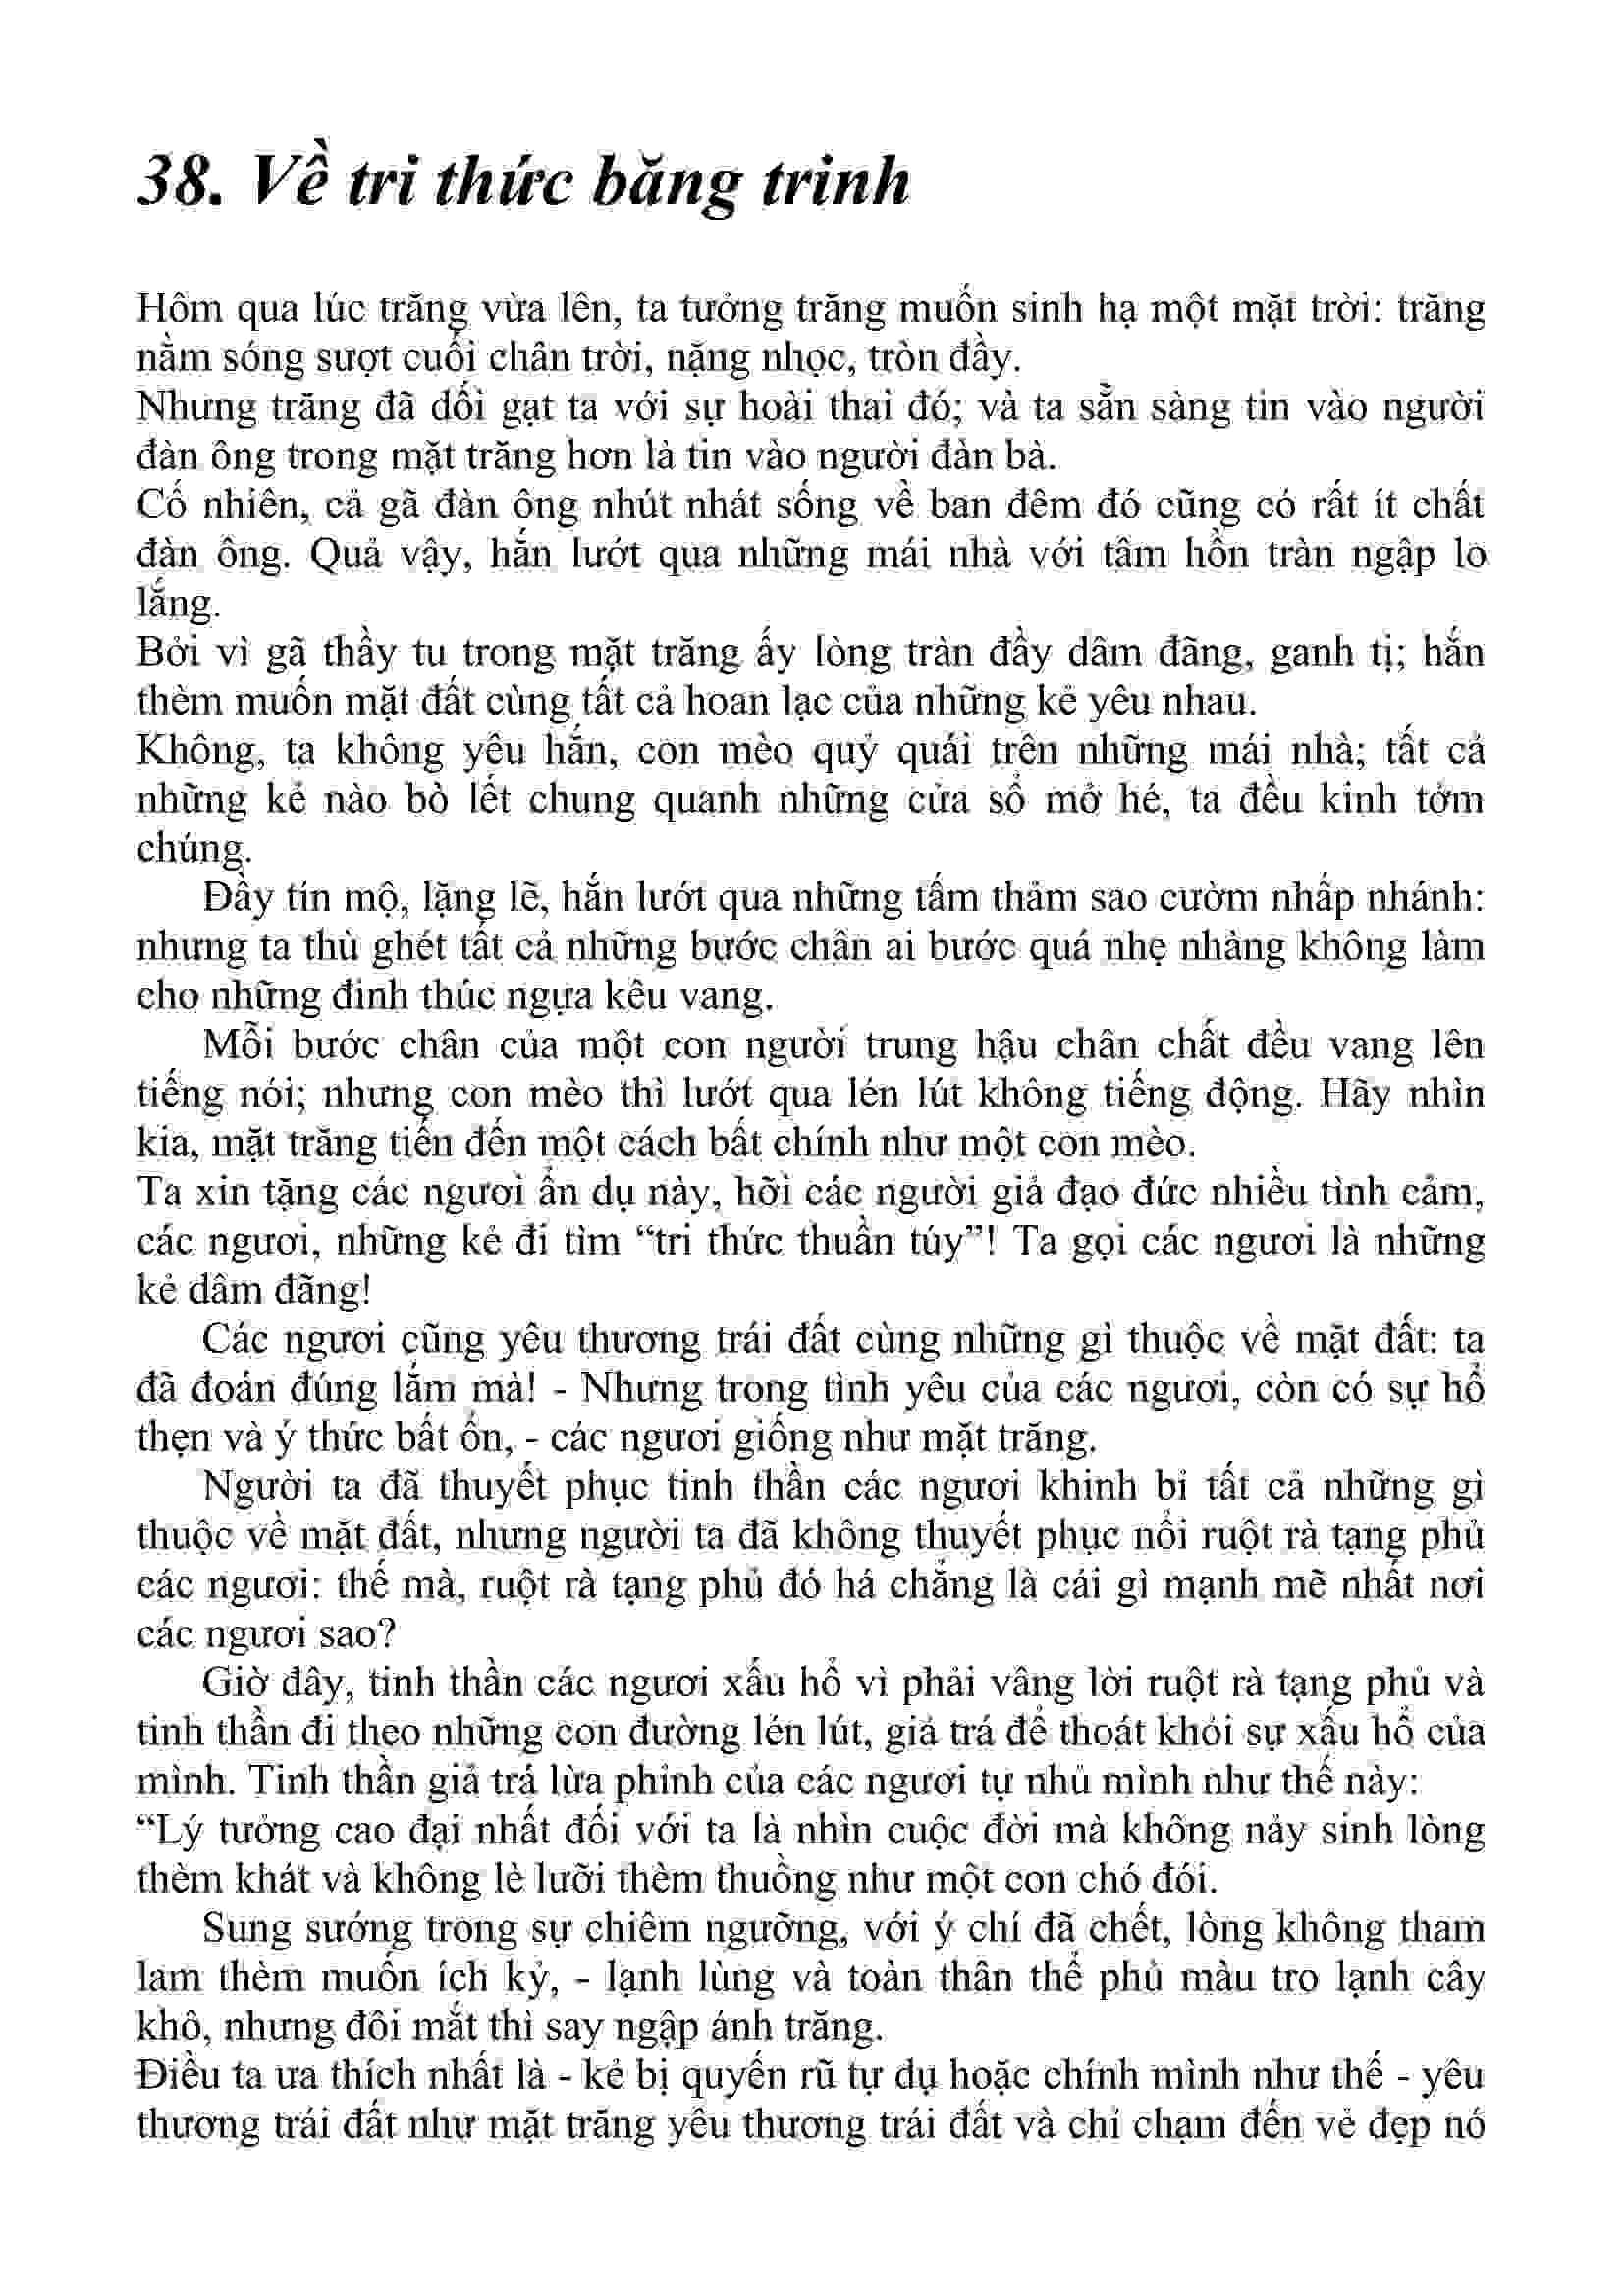 38. Về tri thức băng trinh
Hôm qua lúc trăng vừa lên, ta tưởng trăng muốn sinh hạ một mặt trời: trăng
nằm sóng sượt cuối chân trời, nặng nhọc, tròn đầy.
Nhưng trăng đã dối gạt ta với sự hoài thai đó; và ta sẵn sàng tin vào người
đàn ông trong mặt trăng hơn là tin vào người đàn bà.
Cố nhiên, cả gã đàn ông nhút nhát sống về ban đêm đó cũng có rất ít chất
đàn ông. Quả vậy, hắn lướt qua những mái nhà với tâm hồn tràn ngập lo
lắng.
Bởi vì gã thầy tu trong mặt trăng ấy lòng tràn đầy dâm đãng, ganh tị; hắn
thèm muốn mặt đất cùng tất cả hoan lạc của những kẻ yêu nhau.
Không, ta không yêu hắn, con mèo quỷ quái trên những mái nhà; tất cả
những kẻ nào bò lết chung quanh những cửa sổ mở hé, ta đều kinh tởm
chúng.
Đầy tín mộ, lặng lẽ, hắn lướt qua những tấm thảm sao cườm nhấp nhánh:
nhưng ta thù ghét tất cả những bước chân ai bước quá nhẹ nhàng không làm
cho những đinh thúc ngựa kêu vang.
Mỗi bước chân của một con người trung hậu chân chất đều vang lên
tiếng nói; nhưng con mèo thì lướt qua lén lút không tiếng động. Hãy nhìn
kia, mặt trăng tiến đến một cách bất chính như một con mèo.
Ta xin tặng các ngươi ẩn dụ này, hỡi các người giả đạo đức nhiều tình cảm,
các ngươi, những kẻ đi tìm “tri thức thuần túy”! Ta gọi các ngươi là những
kẻ dâm đãng!
Các ngươi cũng yêu thương trái đất cùng những gì thuộc về mặt đất: ta
đã đoán đúng lắm mà! - Nhưng trong tình yêu của các ngươi, còn có sự hổ
thẹn và ý thức bất ổn, - các ngươi giống như mặt trăng.
Người ta đã thuyết phục tinh thần các ngươi khinh bỉ tất cả những gì
thuộc về mặt đất, nhưng người ta đã không thuyết phục nổi ruột rà tạng phủ
các ngươi: thế mà, ruột rà tạng phủ đó há chẳng là cái gì mạnh mẽ nhất nơi
các ngươi sao?
Giờ đây, tinh thần các ngươi xấu hổ vì phải vâng lời ruột rà tạng phủ và
tinh thần đi theo những con đường lén lút, giả trá để thoát khỏi sự xấu hổ của
mình. Tinh thần giả trá lừa phỉnh của các ngươi tự nhủ mình như thế này:
“Lý tưởng cao đại nhất đối với ta là nhìn cuộc đời mà không nảy sinh lòng
thèm khát và không lè lưỡi thèm thuồng như một con chó đói.
Sung sướng trong sự chiêm ngưỡng, với ý chí đã chết, lòng không tham
lam thèm muốn ích kỷ, - lạnh lùng và toàn thân thể phủ màu tro lạnh cây
khô, nhưng đôi mắt thì say ngập ánh trăng.
Điều ta ưa thích nhất là - kẻ bị quyến rũ tự dụ hoặc chính mình như thế - yêu
thương trái đất như mặt trăng yêu thương trái đất và chỉ chạm đến vẻ đẹp nó